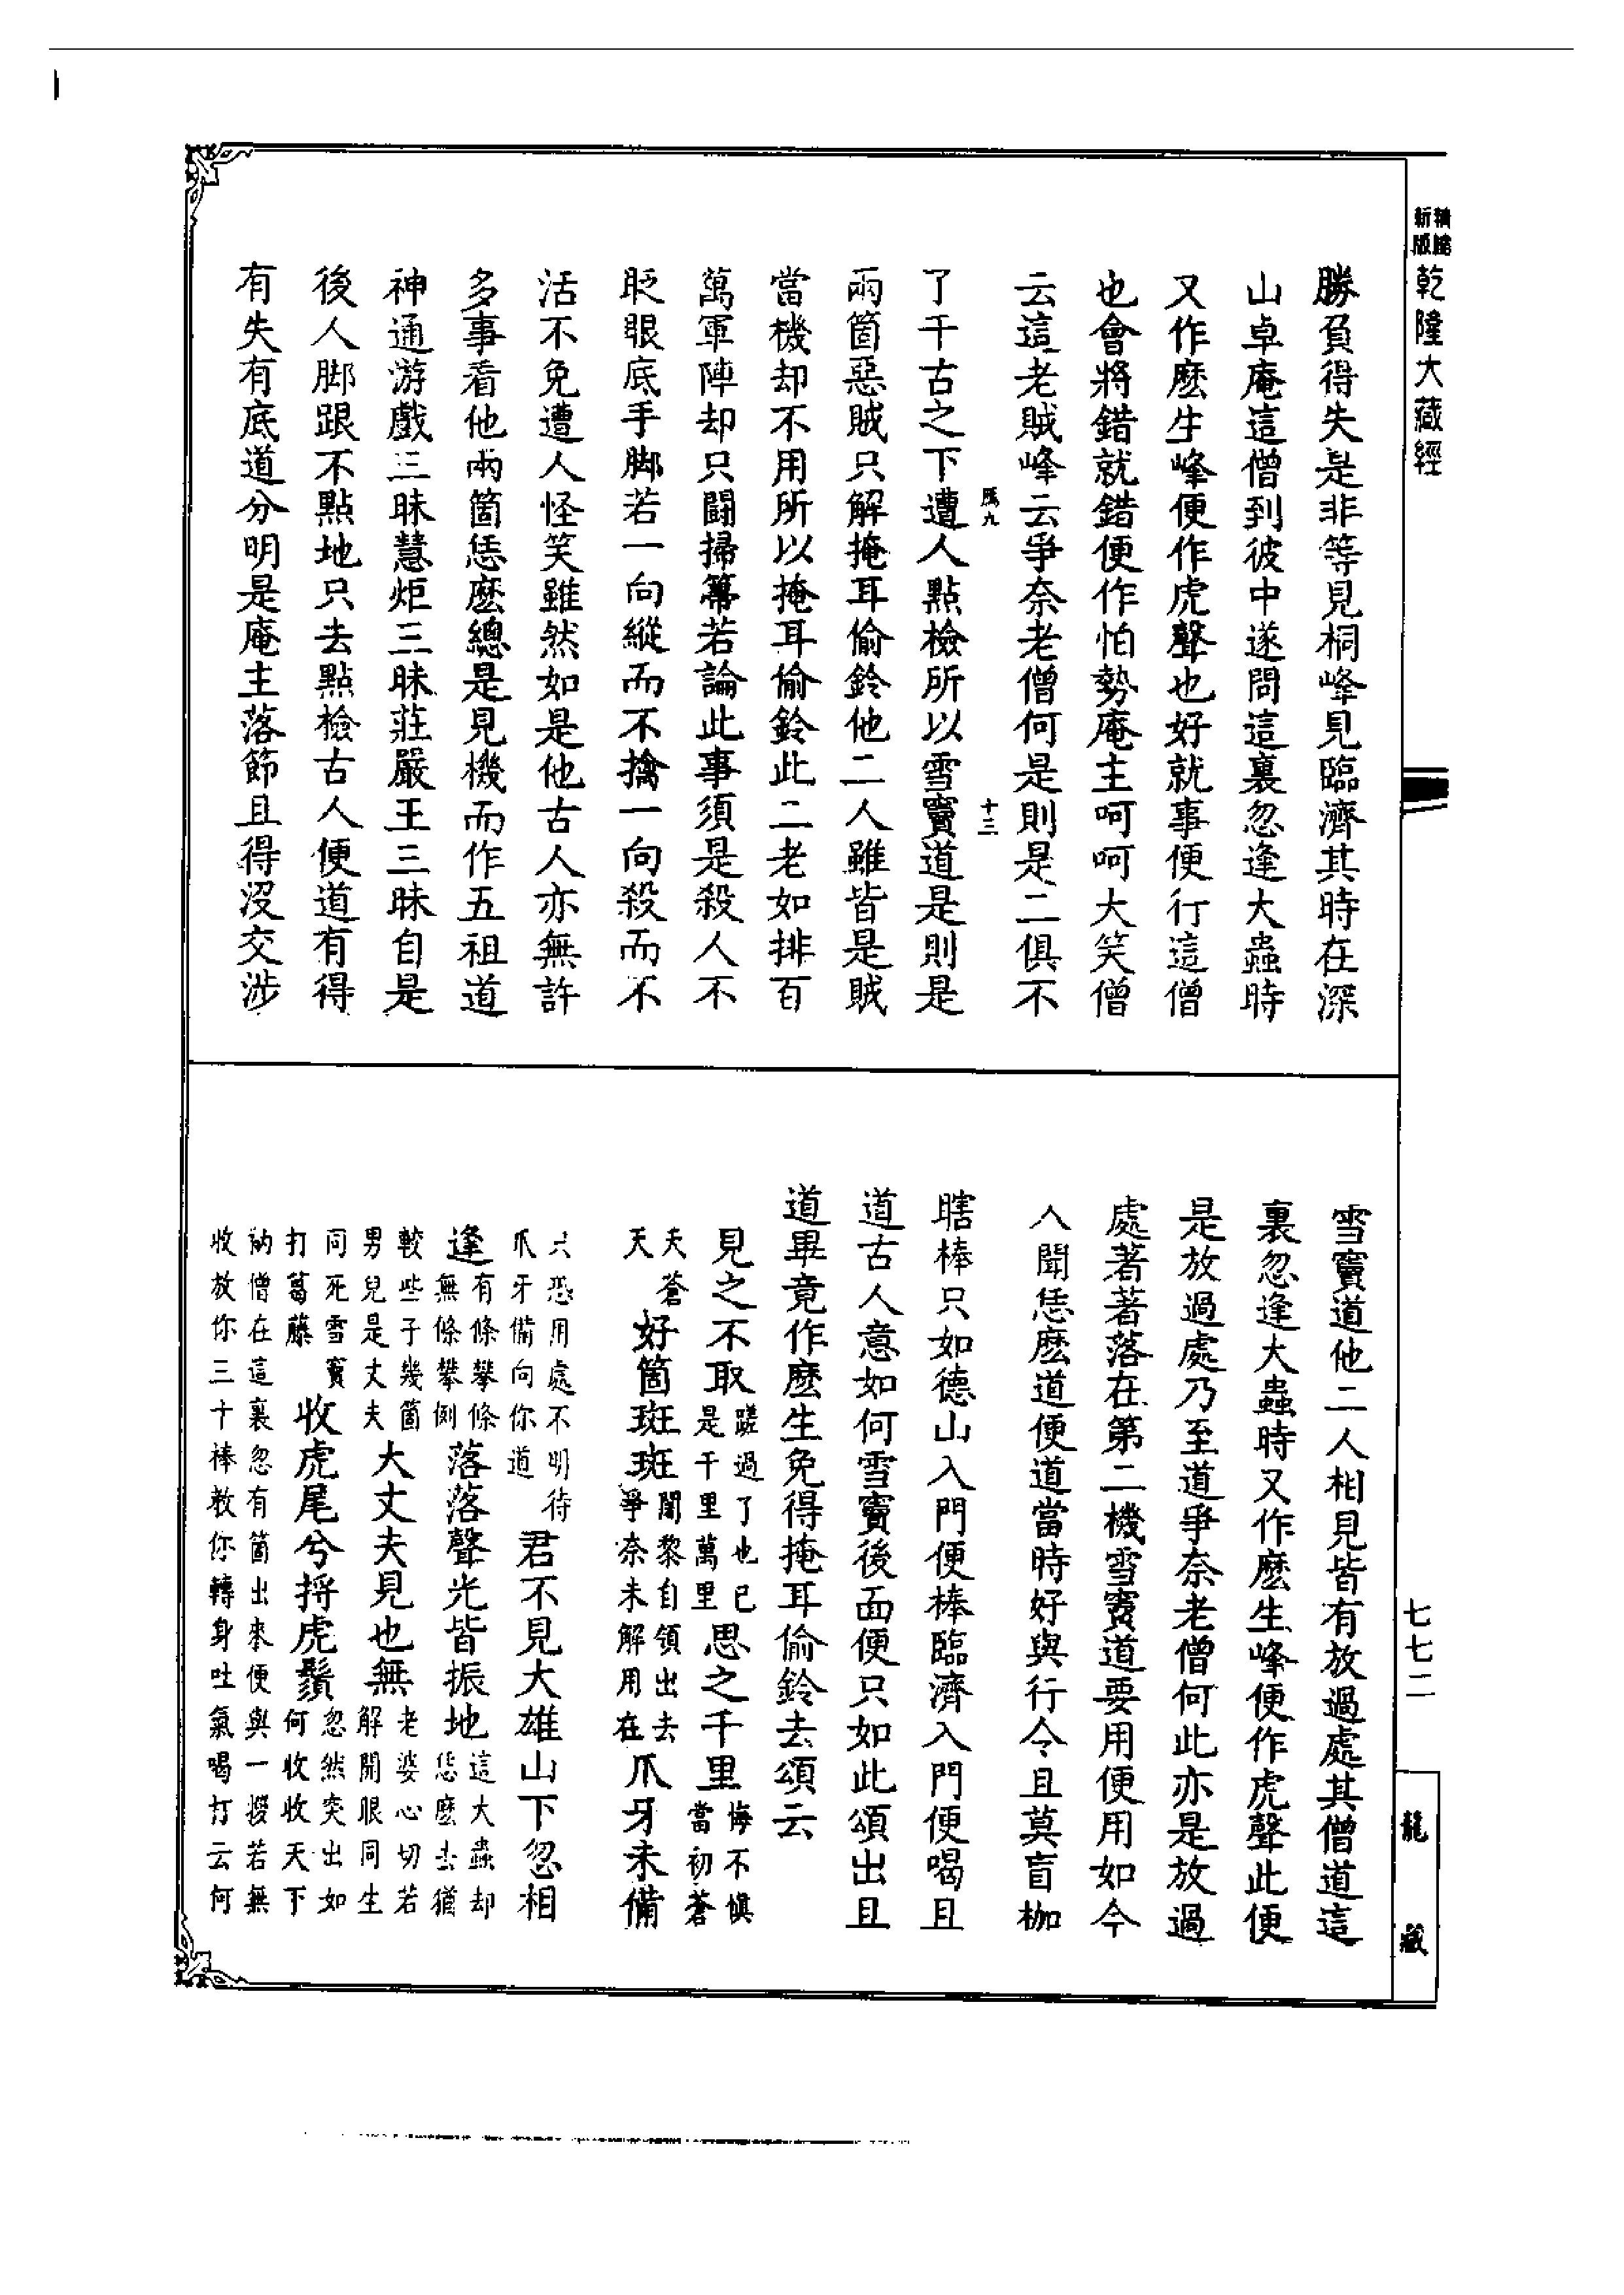 精縮新版
乾隆大藏經
勝負得失是非等見桐峰見臨濟其時在深
山卓庵這僧到彼中遂問這裏忽逢大蟲時
又作麼生峰便作虎聲也好就事便行這僧
也會將錯就錯便作怕勢庵主呵呵大笑僧
云這老賊峰云爭奈老僧何是則是二俱不
九
十三
了千古之下遭人點檢所以雪竇道是則是
兩箇惡賊只解掩耳偷鈴他二人雖皆是賊
當機却不用所以掩耳偷鈴此二老如排百
萬軍陣却只鬭掃箒若論此事須是殺人不
眨眼底手脚若一向縱而不擒一向殺而不
活不免遭人怪笑雖然如是他古人亦無許
多事看他兩箇恁麼總是見機而作五祖道
神通游戲三昧慧炬三昧莊嚴王三昧自是
後人脚跟不點地只去點檢古人便道有得
有失有底道分明是庵主落節且得沒交涉
雪竇道他二人相見皆有放過處其僧道這
裏忽逢大蟲時又作麼生峰便作虎聲此便
是放過處乃至道爭奈老僧何此亦是放過
處著著落在第二機雪竇道要用便用如今
人聞恁麼道便道當時好與行令且莫盲枷
瞎棒只如德山入門便棒臨濟入門便喝且
道古人意如何雪竇後面便只如此頌出且
道畢竟作麼生免得掩耳偷鈴去頌云
見之不取蹉過了也已是千里萬里思之千里悔不慎當初蒼
天蒼天好箇斑斑闍黎自領出去爭奈未解用在爪牙未備
只恐用處不明待爪牙備向你道君不見大雄山下忽相
逢有條攀條無條攀例落落聲光皆振地這大蟲却恁麼去猶
較些子幾箇男兒是丈夫大丈夫見也無老婆心切若解開眼同生
同死雪竇打葛藤收虎尾兮捋虎鬚忽然突出如何收收天下
衲僧在這裏忽有箇出來便與一拶若無收放你三十棒教你轉身吐氣喝打云何
七七二
龍藏